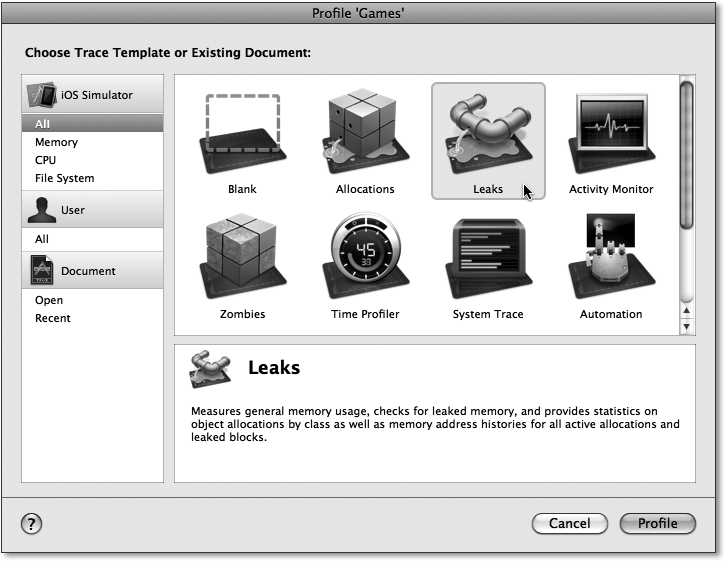 Profile 'Games'
Choose Trace Template or Existing Document:
iOS Simulator
All
Memory
CPU
File System
User
All
Document
Open
Recent
Blank
Allocations
Leaks
Activity Monitor
45
33
Zombies
Time Profiler
System Trace
Automation
Leaks
Measures general memory usage, checks for leaked memory, and provides statistics on
object allocations by class as well as memory address histories for all active allocations and
leaked blocks.
?
Cancel
Profile